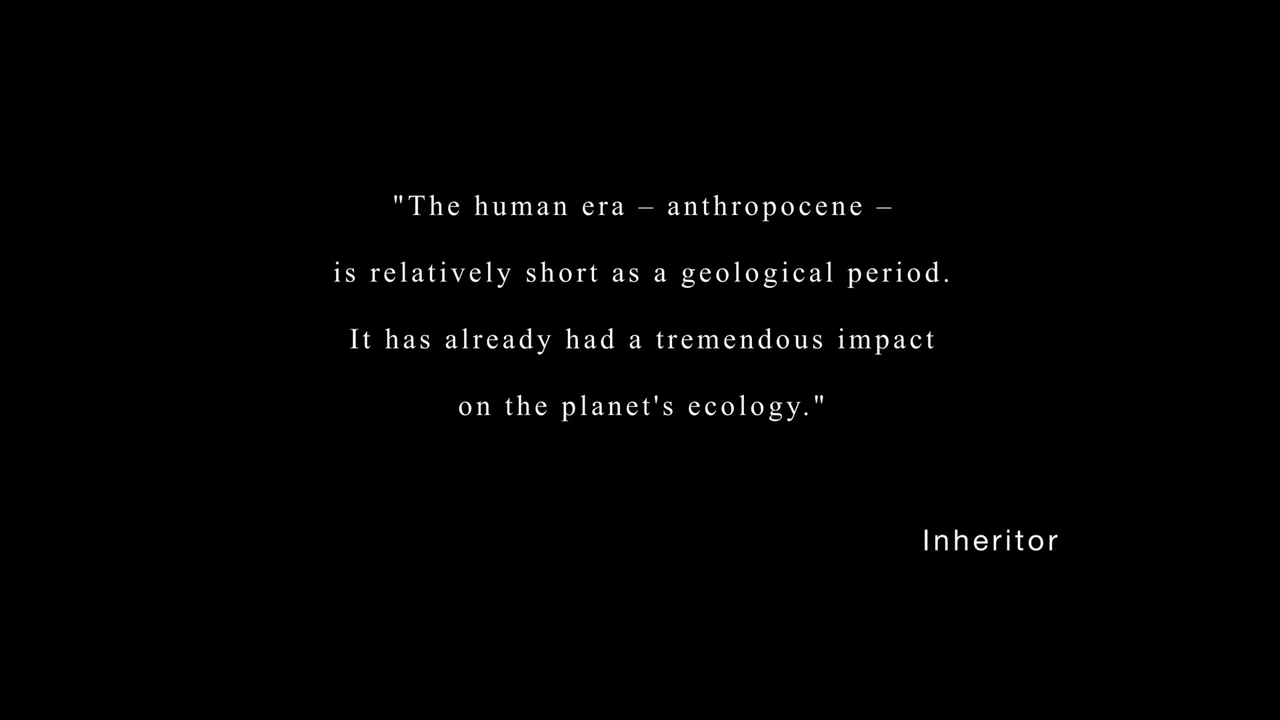 "The human era – anthropocene –
is relatively short as a geological period.
It has already had a tremendous impact
on the planet's ecology."
Inheritor